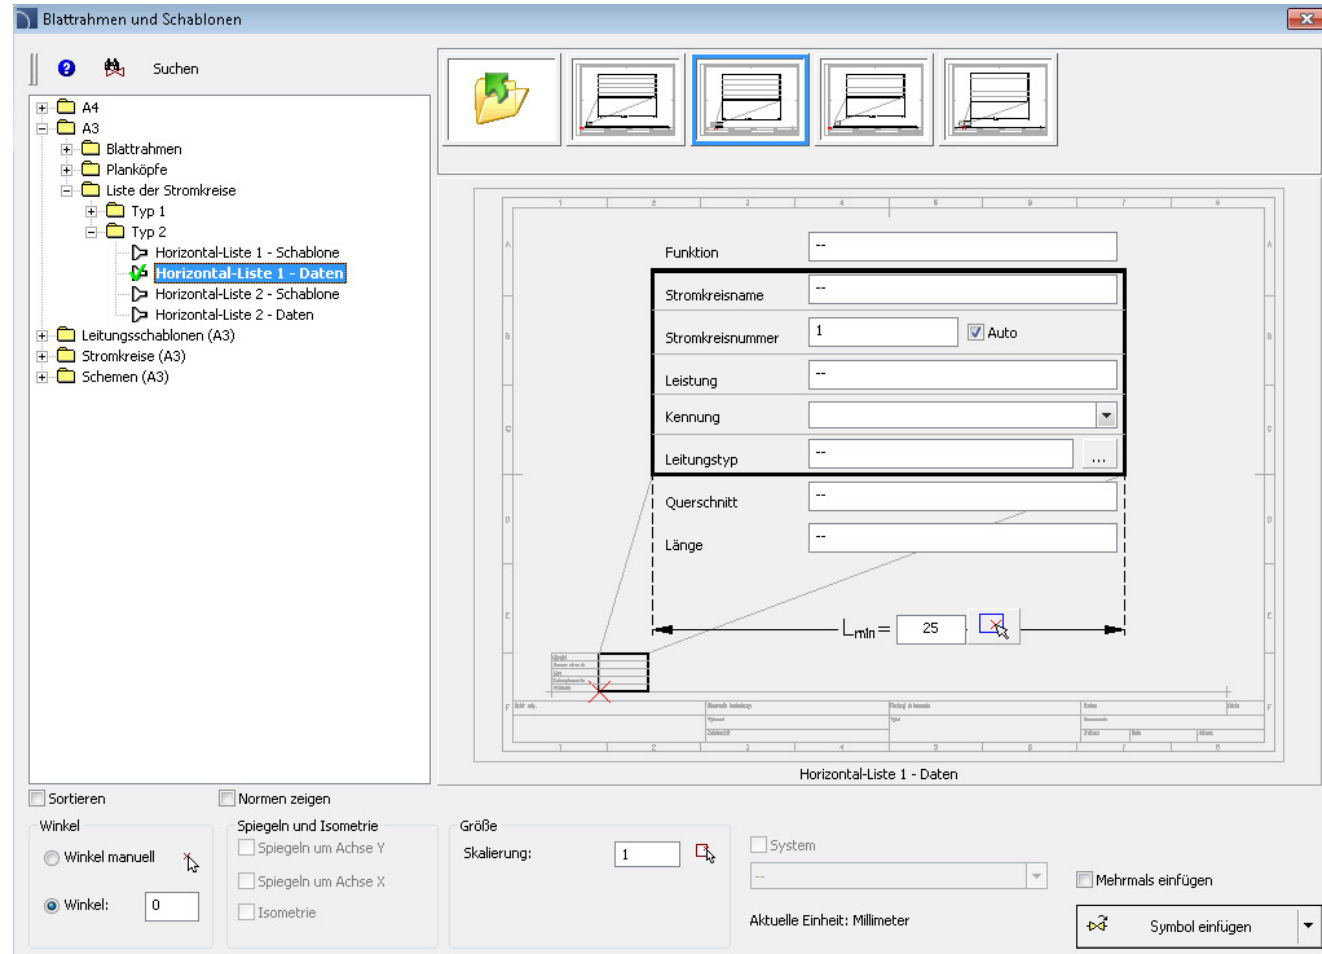 Blattrahmen und Schablonen
Suchen
A4
A3
Blattrahmen
Planköpfe
Liste der Stromkreise
Typ 1
Typ 2
Horizontal-Liste 1 - Schablone
Horizontal-Liste 1 - Daten
Horizontal-Liste 2 - Schablone
Horizontal-Liste 2 - Daten
Leitungsschablonen (A3)
Stromkreise (A3)
Schemen (A3)
Funktion --
Stromkreisname --
Stromkreisnummer 1 Auto
Leistung --
Kennung
Leitungstyp -- ...
Querschnitt --
Länge --
Lmin= 25
Horizontal-Liste 1 - Daten
Sortieren
Normen zeigen
Winkel
Winkel manuell
Winkel: 0
Spiegeln und Isometrie
Spiegeln um Achse Y
Spiegeln um Achse X
Isometrie
Größe
Skalierung: 1
System
--
Aktuelle Einheit: Millimeter
Mehrmals einfügen
Symbol einfügen